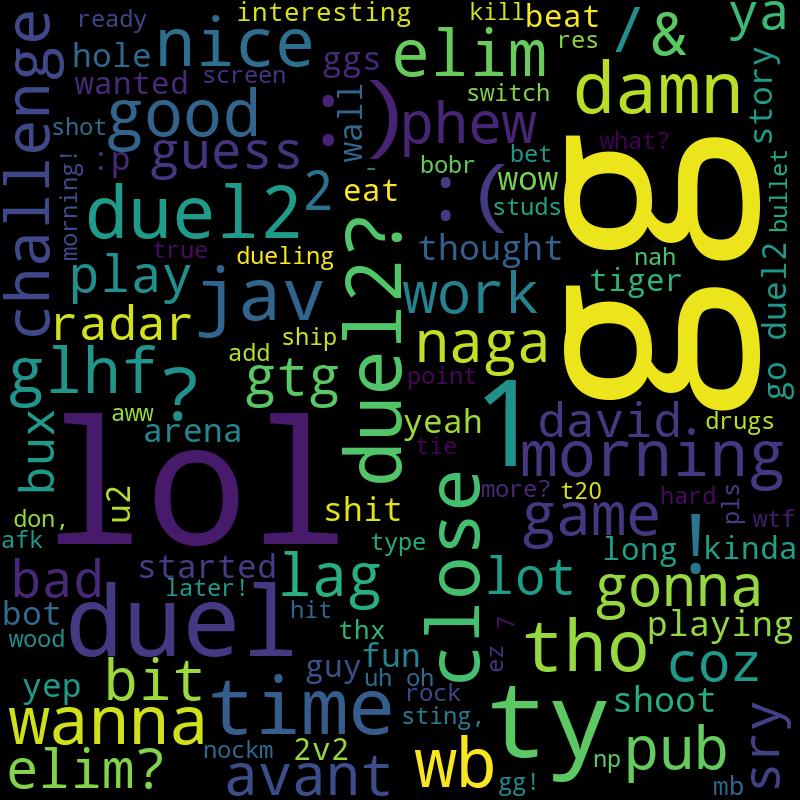 ready
interesting
kill
beat
/
&
ya
challenge
hole
nice
ggs
elim
res
wanted
screen
:)
switch
damn
story
shot
good
wall
phew
what?
morning!
:p
guess
-
bobr
bet
wow
gg
bullet
duel2
2
eat
:(
studs
true
dueling
duel2?
thought
nah
tiger
go duel2
play
jav
work
radar
ship
naga
glhf
?
add
gtg
point
1
bux
aww
arena
yeah
tie
david.
drugs
lol
morning
u2
more?
t20
hard
pls
don,
shit
close
game
!
wtf
afk
type
long
kinda
bad
started
later!
lag
lot
gonna
bot
duel
hit
wood
thx
ez
7
tho
playing
yep
bit
guy
fun
uh oh
coz
wanna
time
rock
sting,
ty
shoot
sry
nockm
2v2
wb
np
pub
elim?
avant
gg!
mb